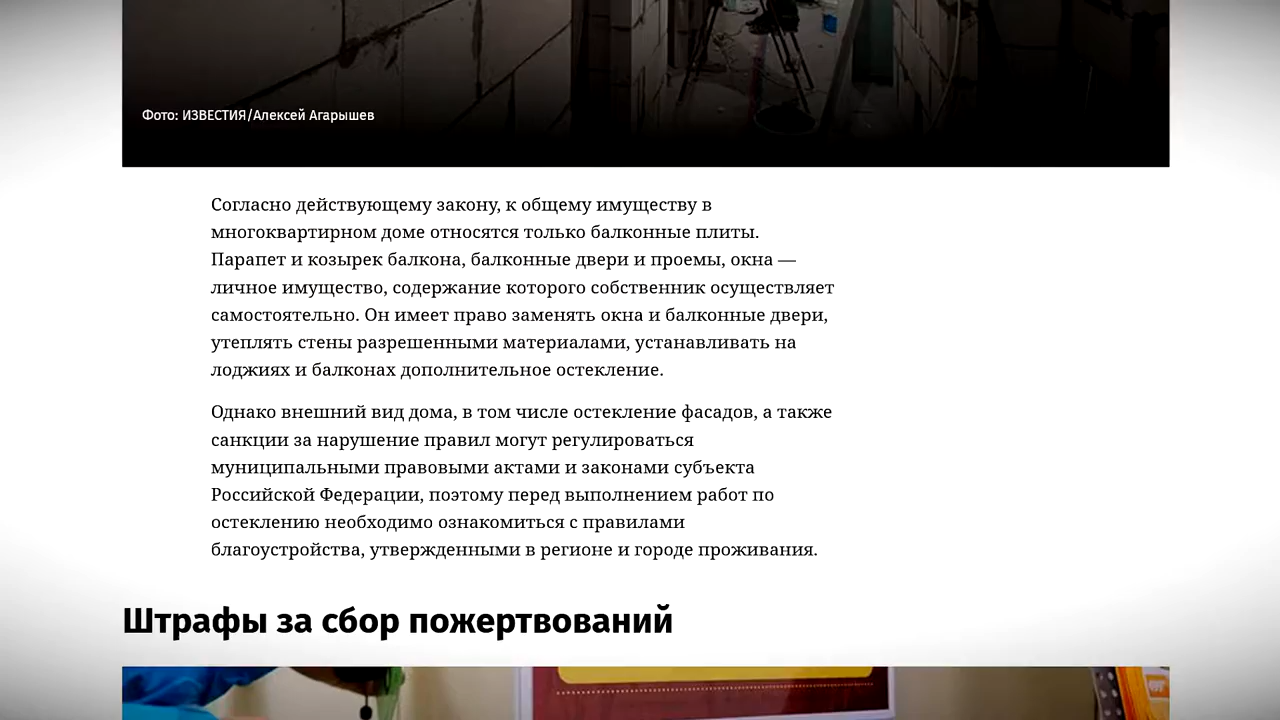 Фото: ИЗВЕСТИЯ/Алексей Агарышев
Согласно действующему закону, к общему имуществу в
многоквартирном доме относятся только балконные плиты.
Парапет и козырек балкона, балконные двери и проемы, окна —
личное имущество, содержание которого собственник осуществляет
самостоятельно. Он имеет право заменять окна и балконные двери,
утеплять стены разрешенными материалами, устанавливать на
лоджиях и балконах дополнительное остекление.
Однако внешний вид дома, в том числе остекление фасадов, а также
санкции за нарушение правил могут регулироваться
муниципальными правовыми актами и законами субъекта
Российской Федерации, поэтому перед выполнением работ по
остеклению необходимо ознакомиться с правилами
благоустройства, утвержденными в регионе и городе проживания.
Штрафы за сбор пожертвований